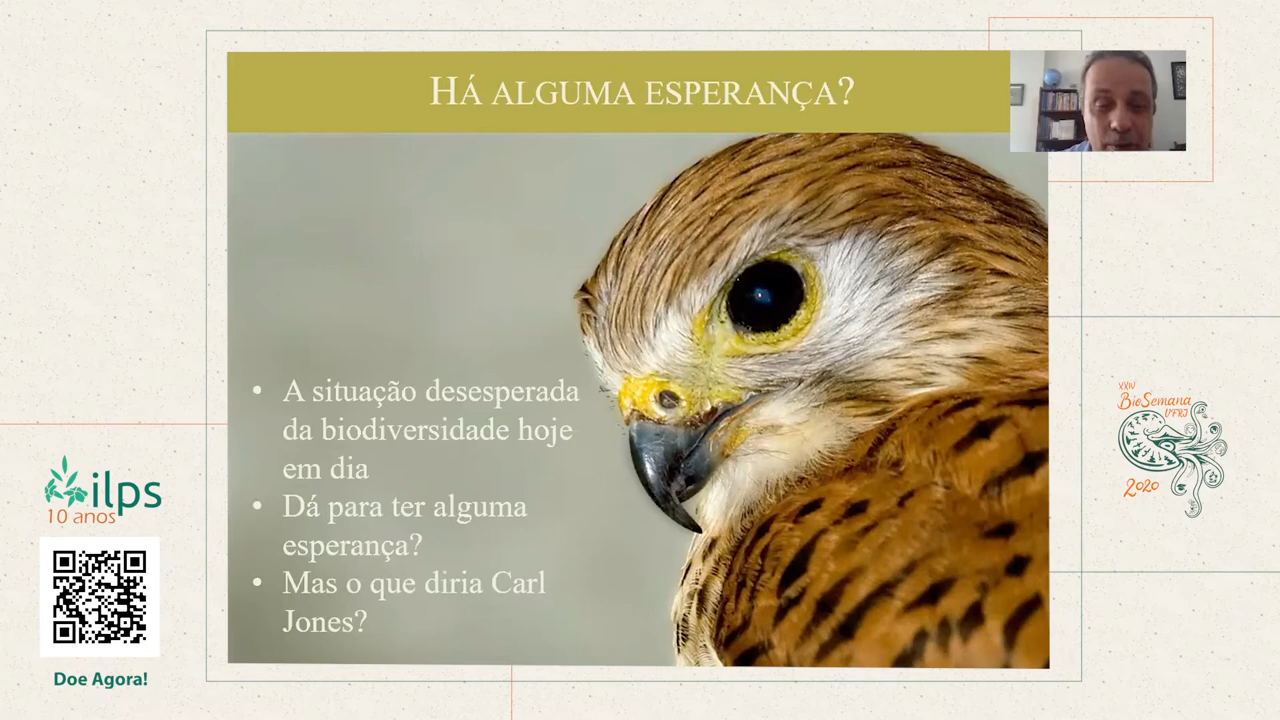 HÁ ALGUMA ESPERANÇA?
• A situação desesperada
da biodiversidade hoje
em dia
• Dá para ter alguma
esperança?
• Mas o que diria Carl
Jones?
ilps
10 anos
Doe Agora!
XXIV
BioSemana
UFRJ
2020